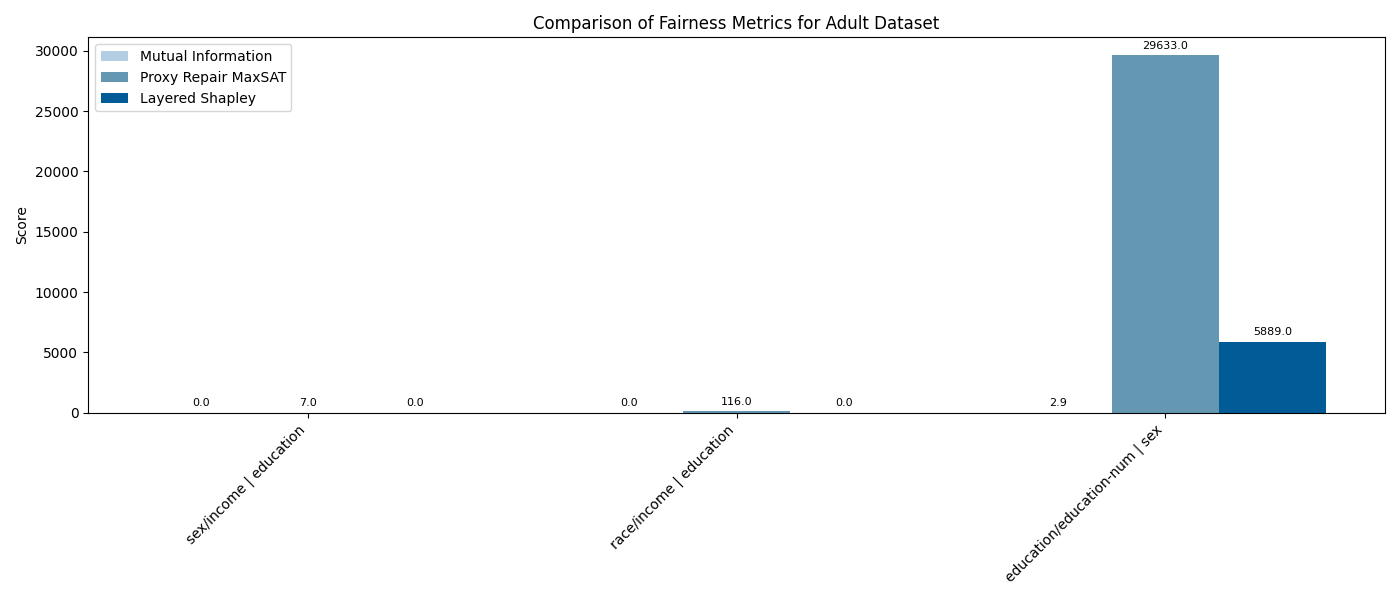 Comparison of Fairness Metrics for Adult Dataset
Mutual Information
Proxy Repair MaxSAT
Layered Shapley
Score
30000
25000
20000
15000
10000
5000
0
0.0
7.0
0.0
0.0
116.0
0.0
2.9
29633.0
5889.0
sex/income | education
race/income | education
education/education-num | sex